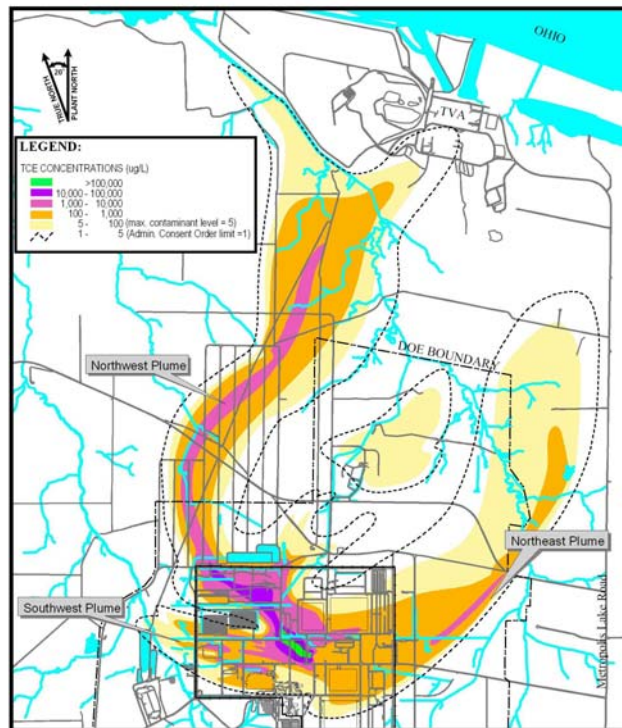 OHIO
TVA
20°
TRUE NORTH
PLANT NORTH
LEGEND:
TCE CONCENTRATIONS (ug/L)
>100,000
10,000 - 100,000
1,000 - 10,000
100 - 1,000
5 - 100 (max. contaminant level = 5)
1 - 5 (Admin. Consent Order limit =1)
DOE BOUNDARY
Northwest Plume
Northeast Plume
Southwest Plume
Metropolis Lake Road